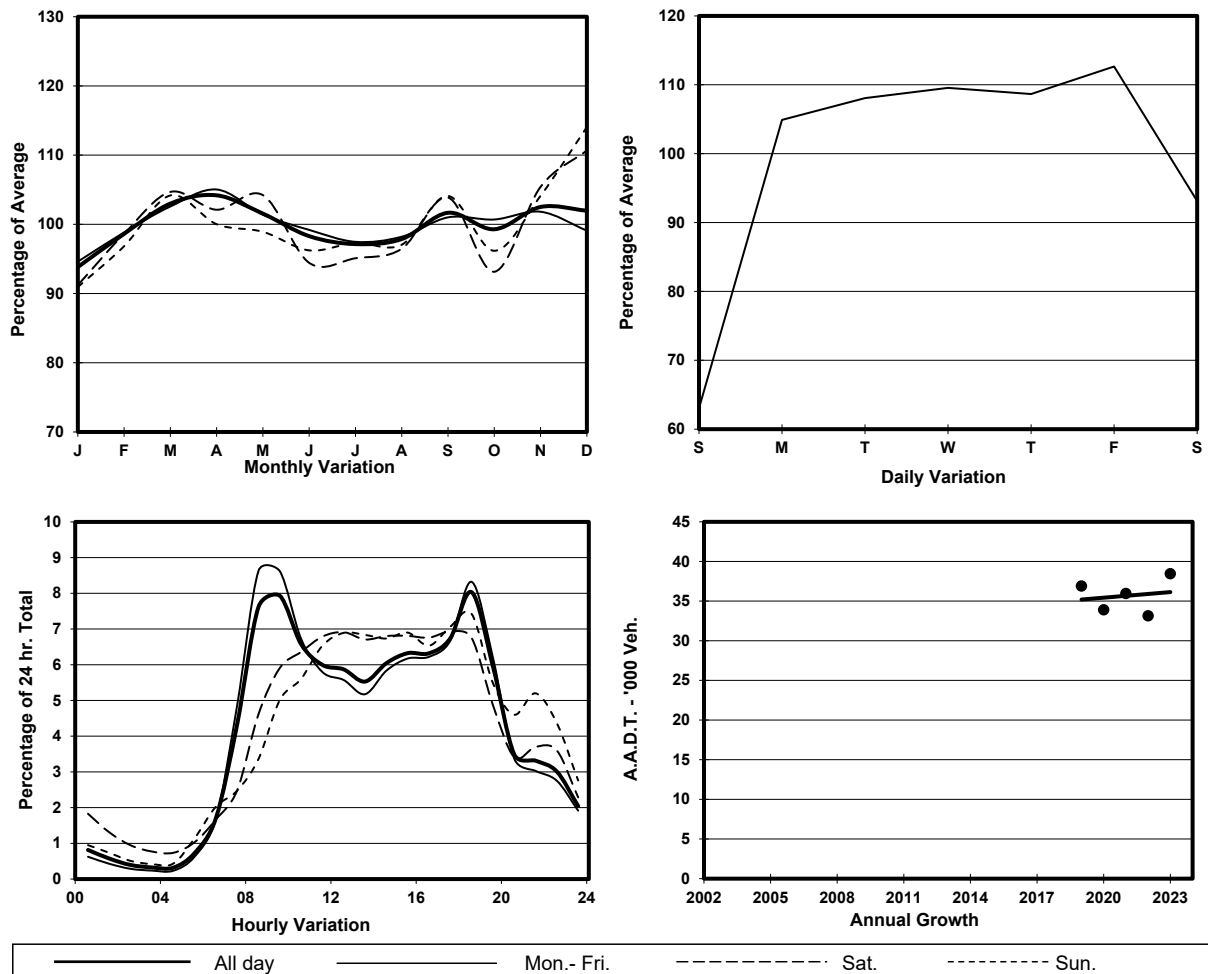 130
120
110
100
90
80
70
Percentage of Average
J F M A M J J A S O N D
Monthly Variation
120
110
100
90
80
70
60
Percentage of Average
S M T W T F S
Daily Variation
10
9
8
7
6
5
4
3
2
1
0
Percentage of 24 hr. Total
00 04 08 12 16 20 24
Hourly Variation
45
40
35
30
25
20
15
10
5
0
A.A.D.T. - '000 Veh.
2002 2005 2008 2011 2014 2017 2020 2023
Annual Growth
All day Mon.- Fri. Sat. Sun.